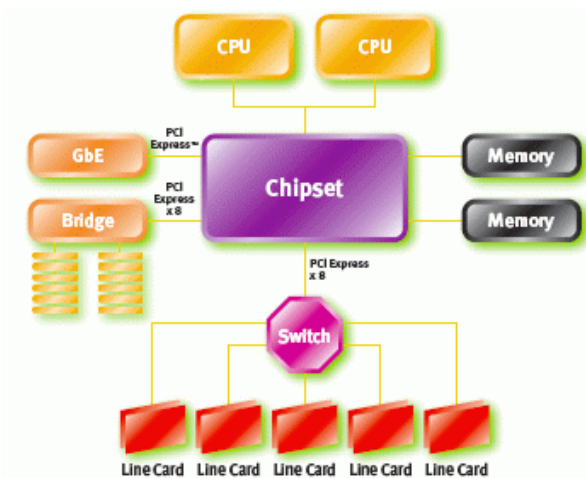 CPU
CPU
PCI
Express™
GbE
Chipset
Memory
PCI
Express
x 8
Bridge
Memory
PCI Express
x 8
Switch
Line Card
Line Card
Line Card
Line Card
Line Card